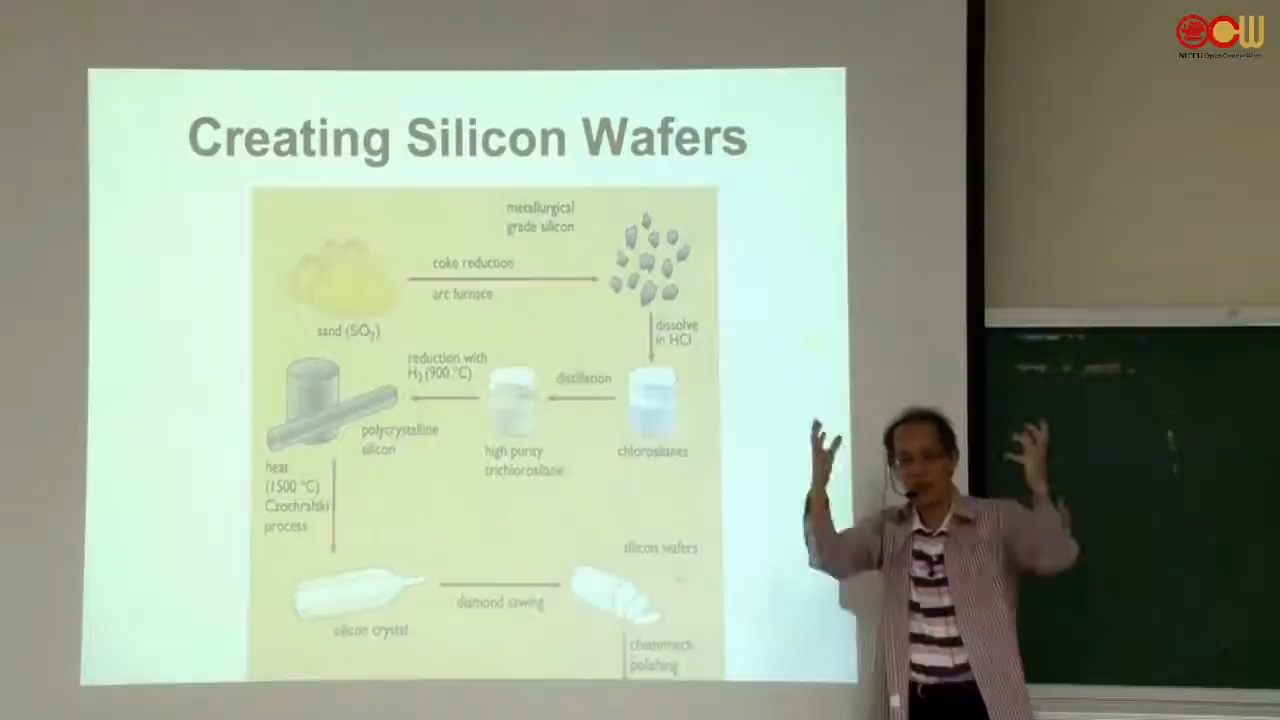 OCW
Creating Silicon Wafers
metallurgical
grade silicon
coke reduction
arc furnace
sand (SiO₂)
dissolve
in HCl
reduction with
H₂ (900 °C)
distillation
polycrystalline
silicon
high purity
trichlorosilane
chlorosilanes
heat
(1500 °C)
Czochralski
process
silicon wafers
diamond sawing
silicon crystal
chemmech
polishing